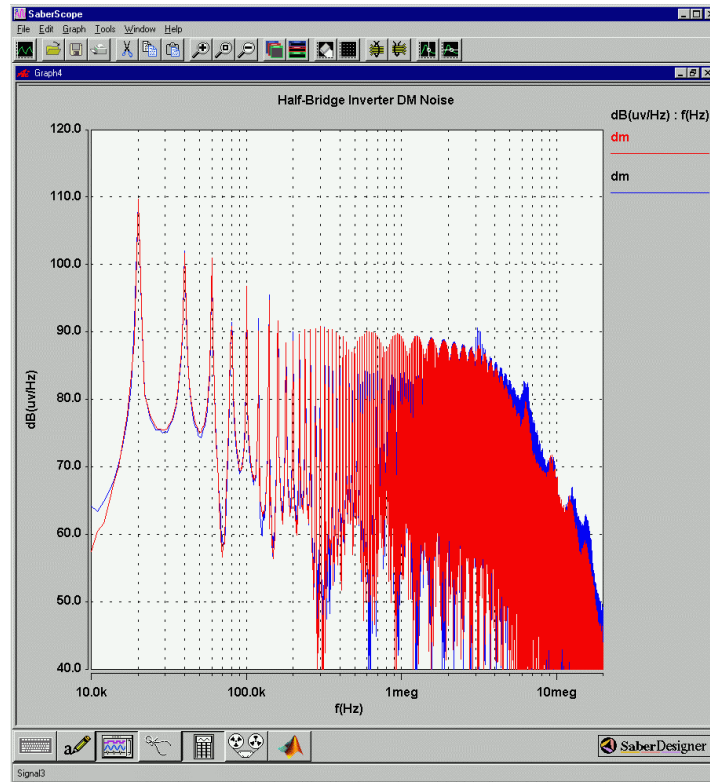 SaberScope
File Edit Graph Tools Window Help
Graph4
Half-Bridge Inverter DM Noise
dB(uv/Hz) : f(Hz)
dm
dm
120.0
110.0
100.0
90.0
80.0
70.0
60.0
50.0
40.0
dB(uv/Hz)
10.0k
100.0k
1meg
10meg
f(Hz)
a
SaberDesigner
Signal3